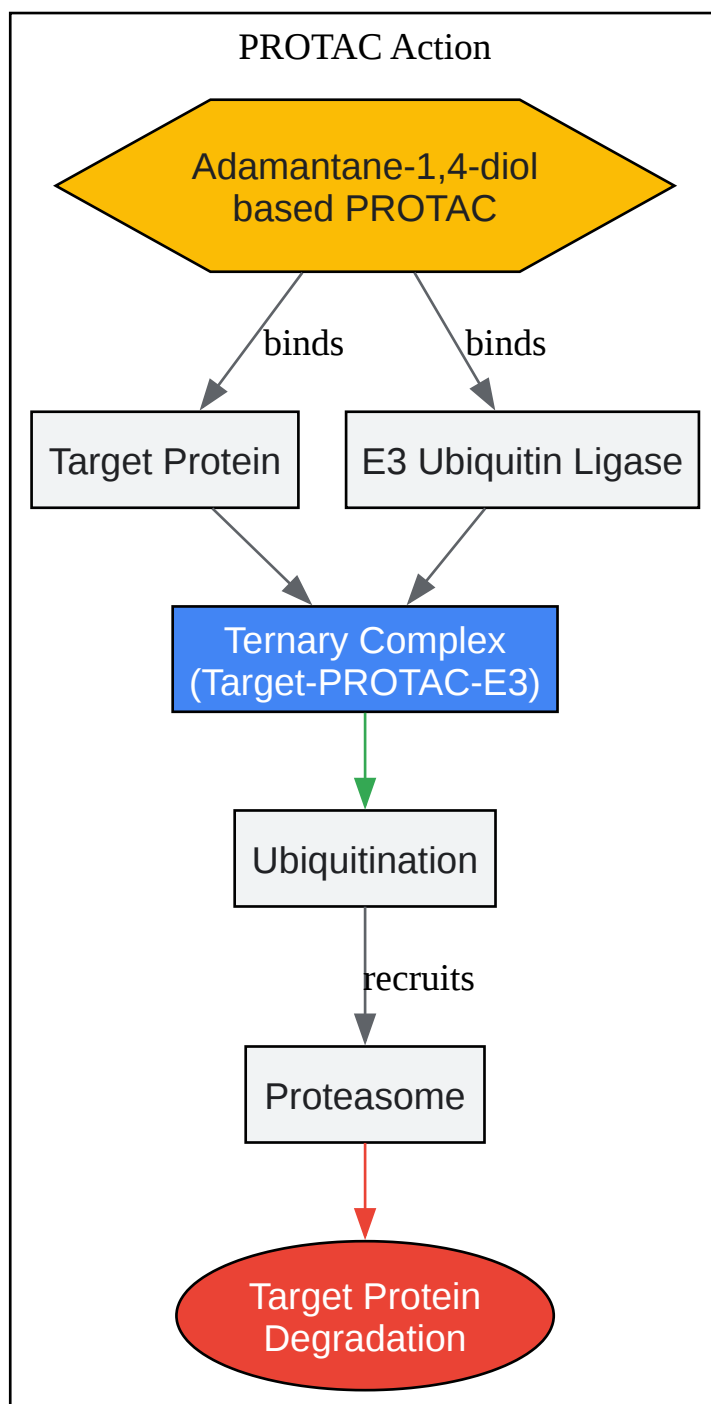 PROTAC Action
Adamantane-1,4-diol
based PROTAC
binds
binds
Target Protein
E3 Ubiquitin Ligase
Ternary Complex
(Target-PROTAC-E3)
Ubiquitination
recruits
Proteasome
Target Protein
Degradation